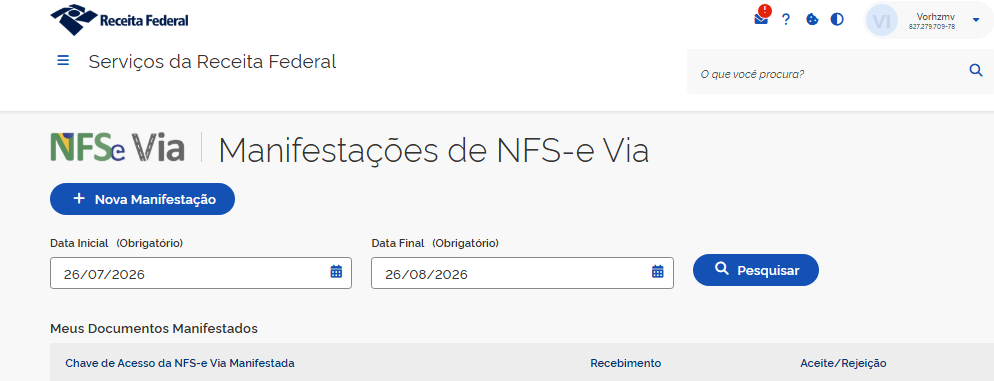 Receita Federal
!
?
VI
Vorhzmv
827.279.709-78
Serviços da Receita Federal
O que você procura?
NFSe Via
Manifestações de NFS-e Via
+ Nova Manifestação
Data Inicial (Obrigatório)
Data Final (Obrigatório)
26/07/2026
26/08/2026
Pesquisar
Meus Documentos Manifestados
Chave de Acesso da NFS-e Via Manifestada
Recebimento
Aceite/Rejeição